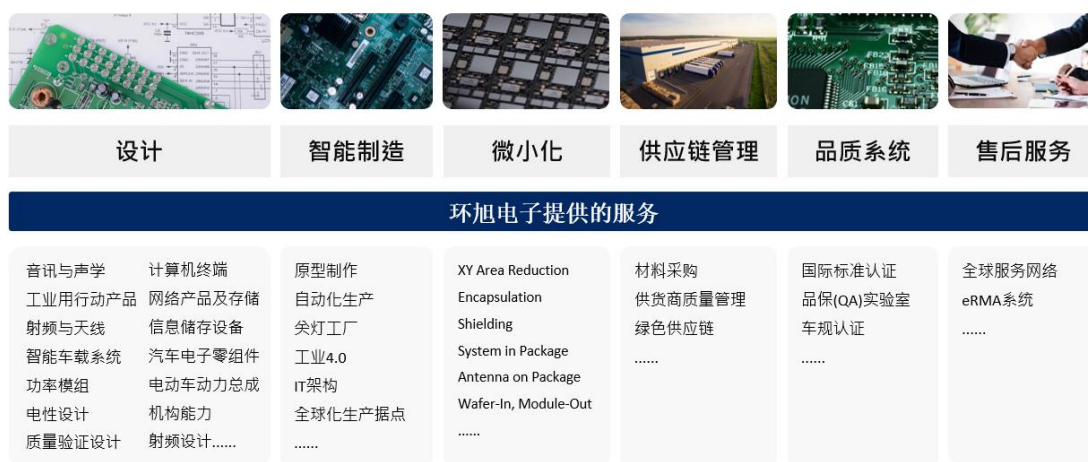 设计
智能制造
微小化
供应链管理
品质系统
售后服务
环旭电子提供的服务
音讯与声学
工业用行动产品
射频与天线
智能车载系统
功率模组
电性设计
质量验证设计
计算机终端
网络产品及存储
信息储存设备
汽车电子零组件
电动车动力总成
机构能力
射频设计......
原型制作
自动化生产
关灯工厂
工业4.0
IT架构
全球化生产据点
......
XY Area Reduction
Encapsulation
Shielding
System in Package
Antenna on Package
Wafer-In, Module-Out
......
材料采购
供货商质量管理
绿色供应链
......
国际标准认证
品保(QA)实验室
车规认证
......
全球服务网络
eRMA系统
......